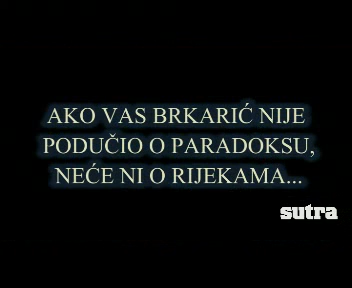 AKO VAS BRKARIĆ NIJE
PODUČIO O PARADOKSU,
NEĆE NI O RIJEKAMA...
sutra